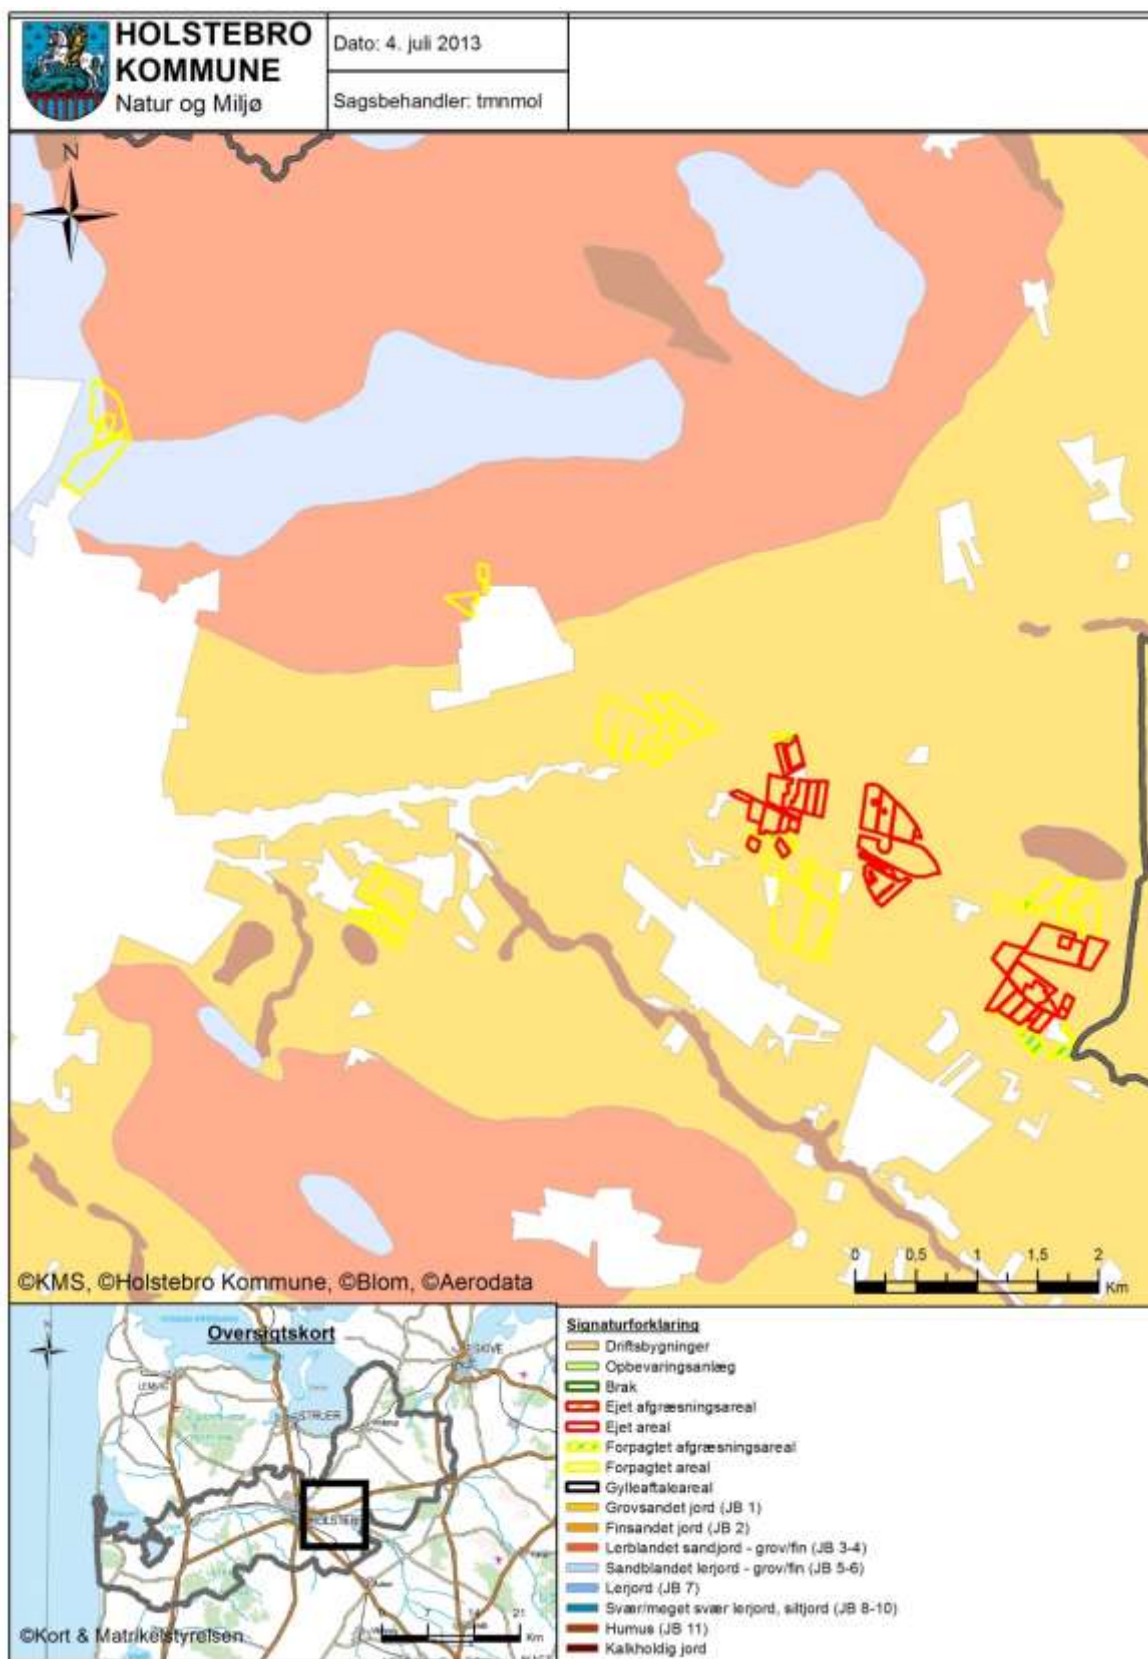 HOLSTEBRO
KOMMUNE
Natur og Miljø
Dato: 4. juli 2013
Sagsbehandler: tmnmol
N
0 0,5 1 1,5 2
Km
©KMS, ©Holstebro Kommune, ©Blom, ©Aerodata
Oversigtskort
N
SKIVE
LEMVIG
STRUER
0 7 14 21
Km
©Kort & Matrikelstyrelsen
Signaturforklaring
Driftsbygninger
Opbevaringsanlæg
Brak
Ejet afgræsningsareal
Ejet areal
Forpagtet afgræsningsareal
Forpagtet areal
Gylleaftaleareal
Grovsandet jord (JB 1)
Finsandet jord (JB 2)
Lerblandet sandjord - grov/fin (JB 3-4)
Sandblandet lerjord - grov/fin (JB 5-6)
Lerjord (JB 7)
Svær/meget svær lerjord, siltjord (JB 8-10)
Humus (JB 11)
Kalkholdig jord